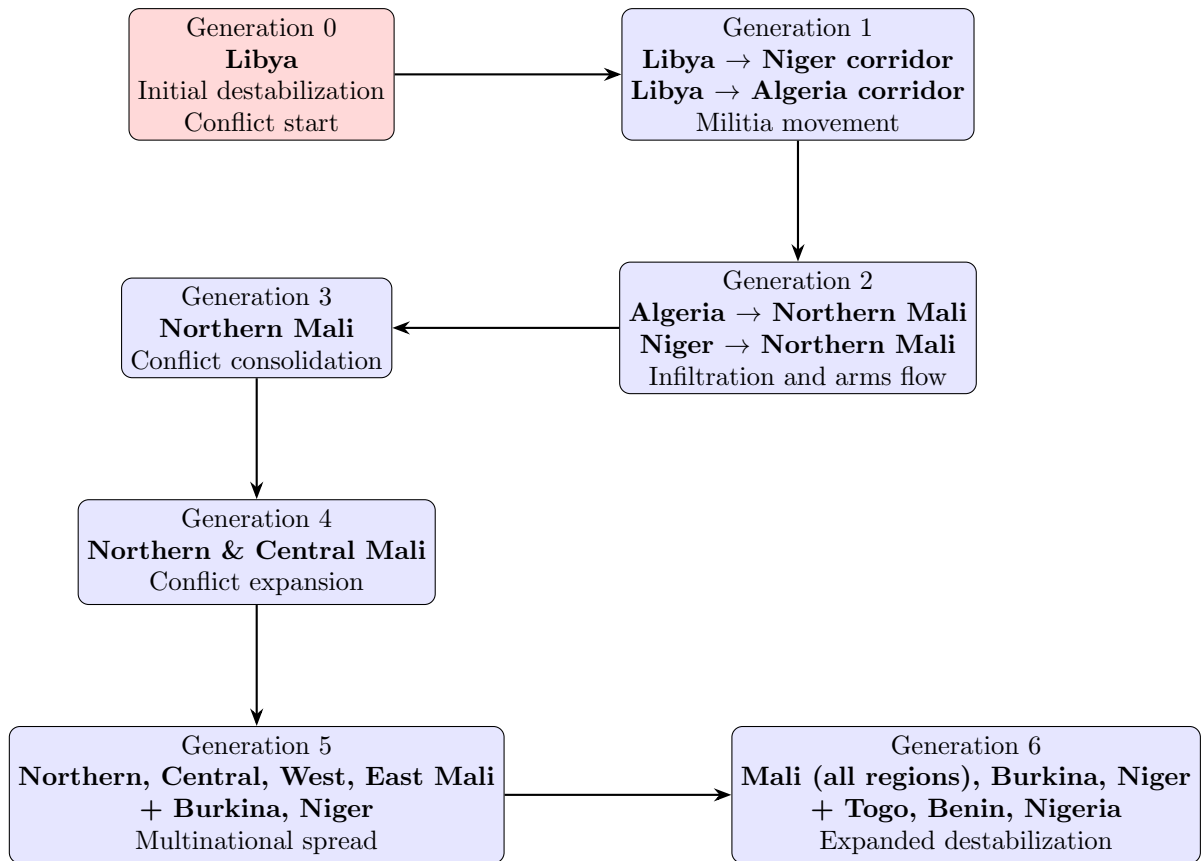 Generation 0
Libya
Initial destabilization
Conflict start
Generation 1
Libya → Niger corridor
Libya → Algeria corridor
Militia movement
Generation 2
Algeria → Northern Mali
Niger → Northern Mali
Infiltration and arms flow
Generation 3
Northern Mali
Conflict consolidation
Generation 4
Northern & Central Mali
Conflict expansion
Generation 5
Northern, Central, West, East Mali
+ Burkina, Niger
Multinational spread
Generation 6
Mali (all regions), Burkina, Niger
+ Togo, Benin, Nigeria
Expanded destabilization